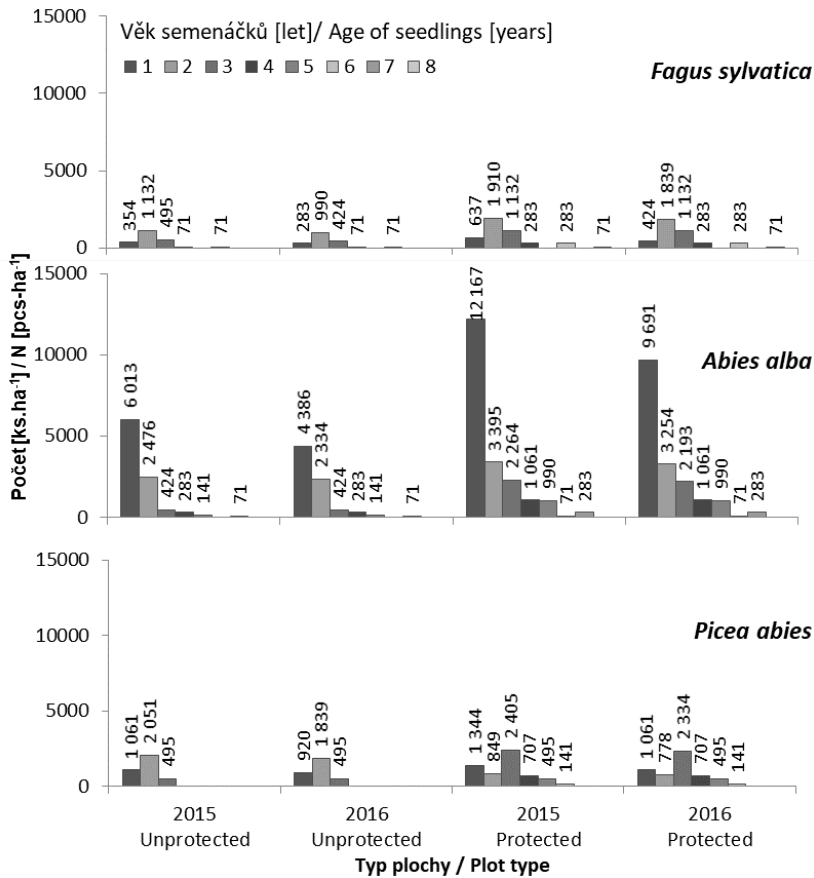 Věk semenáčků [let]/ Age of seedlings [years]
1 2 3 4 5 6 7 8
Fagus sylvatica
15000
10000
5000
0
354 1 132 495 71 71
283 990 424 71 71
637 1 910 1 132 283 283 71
424 1 839 1 132 283 283 71
Abies alba
15000
10000
5000
0
6 013 2 476 424 283 141 71
4 386 2 334 424 283 141 71
12 167 3 395 2 264 1 061 990 71 283
9 691 3 254 2 193 1 061 990 71 283
Počet [ks.ha⁻¹] / N [pcs-ha⁻¹]
Picea abies
15000
10000
5000
0
1 061 2 051 495
920 1 839 495
1 344 849 2 405 707 495 141
1 061 778 2 334 707 495 141
2015 2016 2015 2016
Unprotected Unprotected Protected Protected
Typ plochy / Plot type